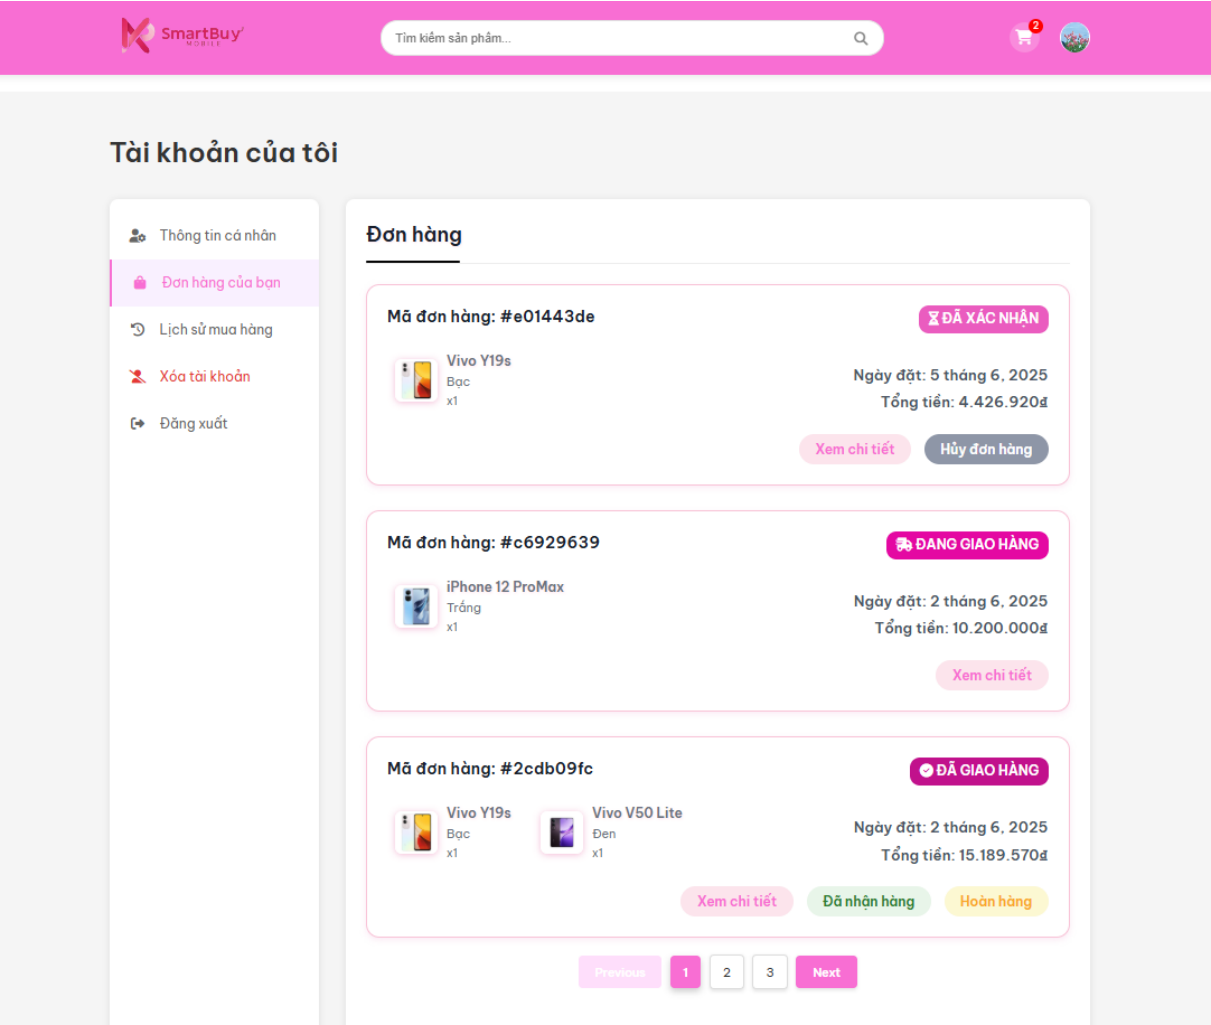 SmartBuy
MOBILE
Tìm kiếm sản phẩm...
2
Tài khoản của tôi
Thông tin cá nhân
Đơn hàng của bạn
Lịch sử mua hàng
Xóa tài khoản
Đăng xuất
Đơn hàng
Mã đơn hàng: #e01443de
ĐÃ XÁC NHẬN
Vivo Y19s
Bạc
x1
Ngày đặt: 5 tháng 6, 2025
Tổng tiền: 4.426.920₫
Xem chi tiết
Hủy đơn hàng
Mã đơn hàng: #c6929639
ĐANG GIAO HÀNG
iPhone 12 ProMax
Trắng
x1
Ngày đặt: 2 tháng 6, 2025
Tổng tiền: 10.200.000₫
Xem chi tiết
Mã đơn hàng: #2cdb09fc
ĐÃ GIAO HÀNG
Vivo Y19s
Bạc
x1
Vivo V50 Lite
Đen
x1
Ngày đặt: 2 tháng 6, 2025
Tổng tiền: 15.189.570₫
Xem chi tiết
Đã nhận hàng
Hoàn hàng
Previous
1
2
3
Next